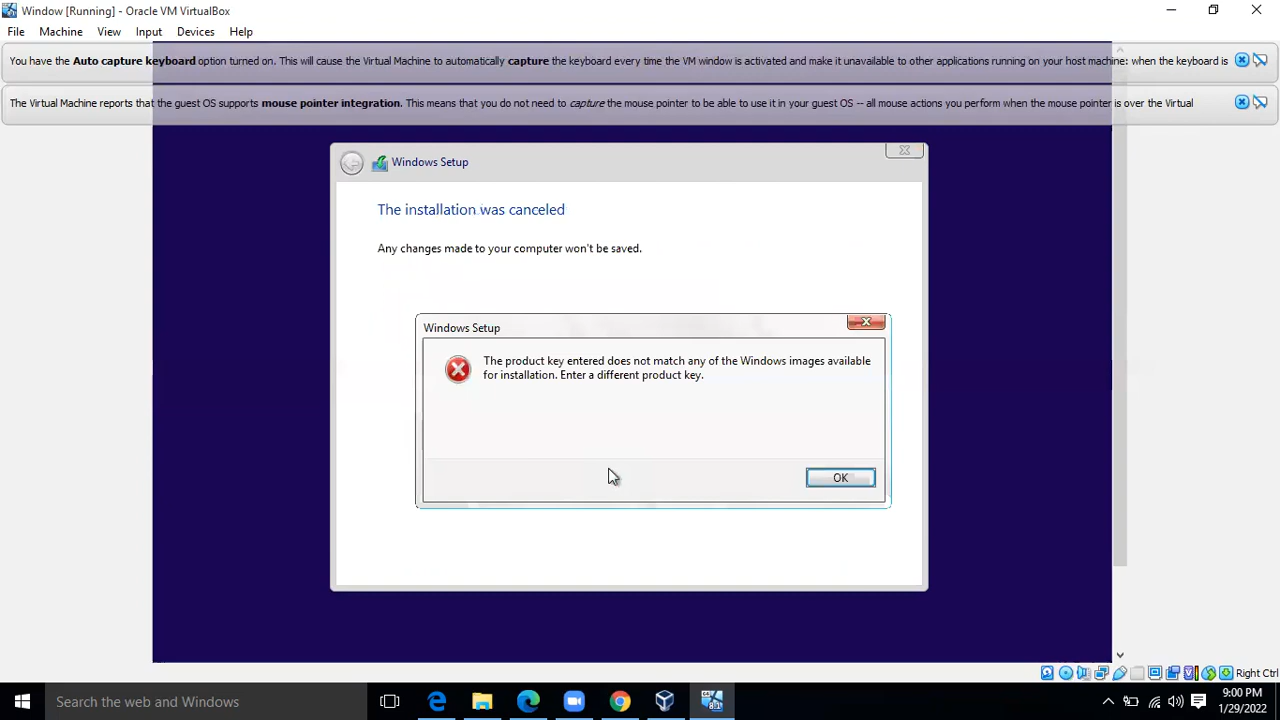 Window [Running] - Oracle VM VirtualBox
File Machine View Input Devices Help
You have the Auto capture keyboard option turned on. This will cause the Virtual Machine to automatically capture the keyboard every time the VM window is activated and make it unavailable to other applications running on your host machine: when the keyboard is
The Virtual Machine reports that the guest OS supports mouse pointer integration. This means that you do not need to capture the mouse pointer to be able to use it in your guest OS -- all mouse actions you perform when the mouse pointer is over the Virtual
Windows Setup
The installation was canceled
Any changes made to your computer won't be saved.
Windows Setup
The product key entered does not match any of the Windows images available
for installation. Enter a different product key.
OK
Right Ctrl
Search the web and Windows
9:00 PM
1/29/2022